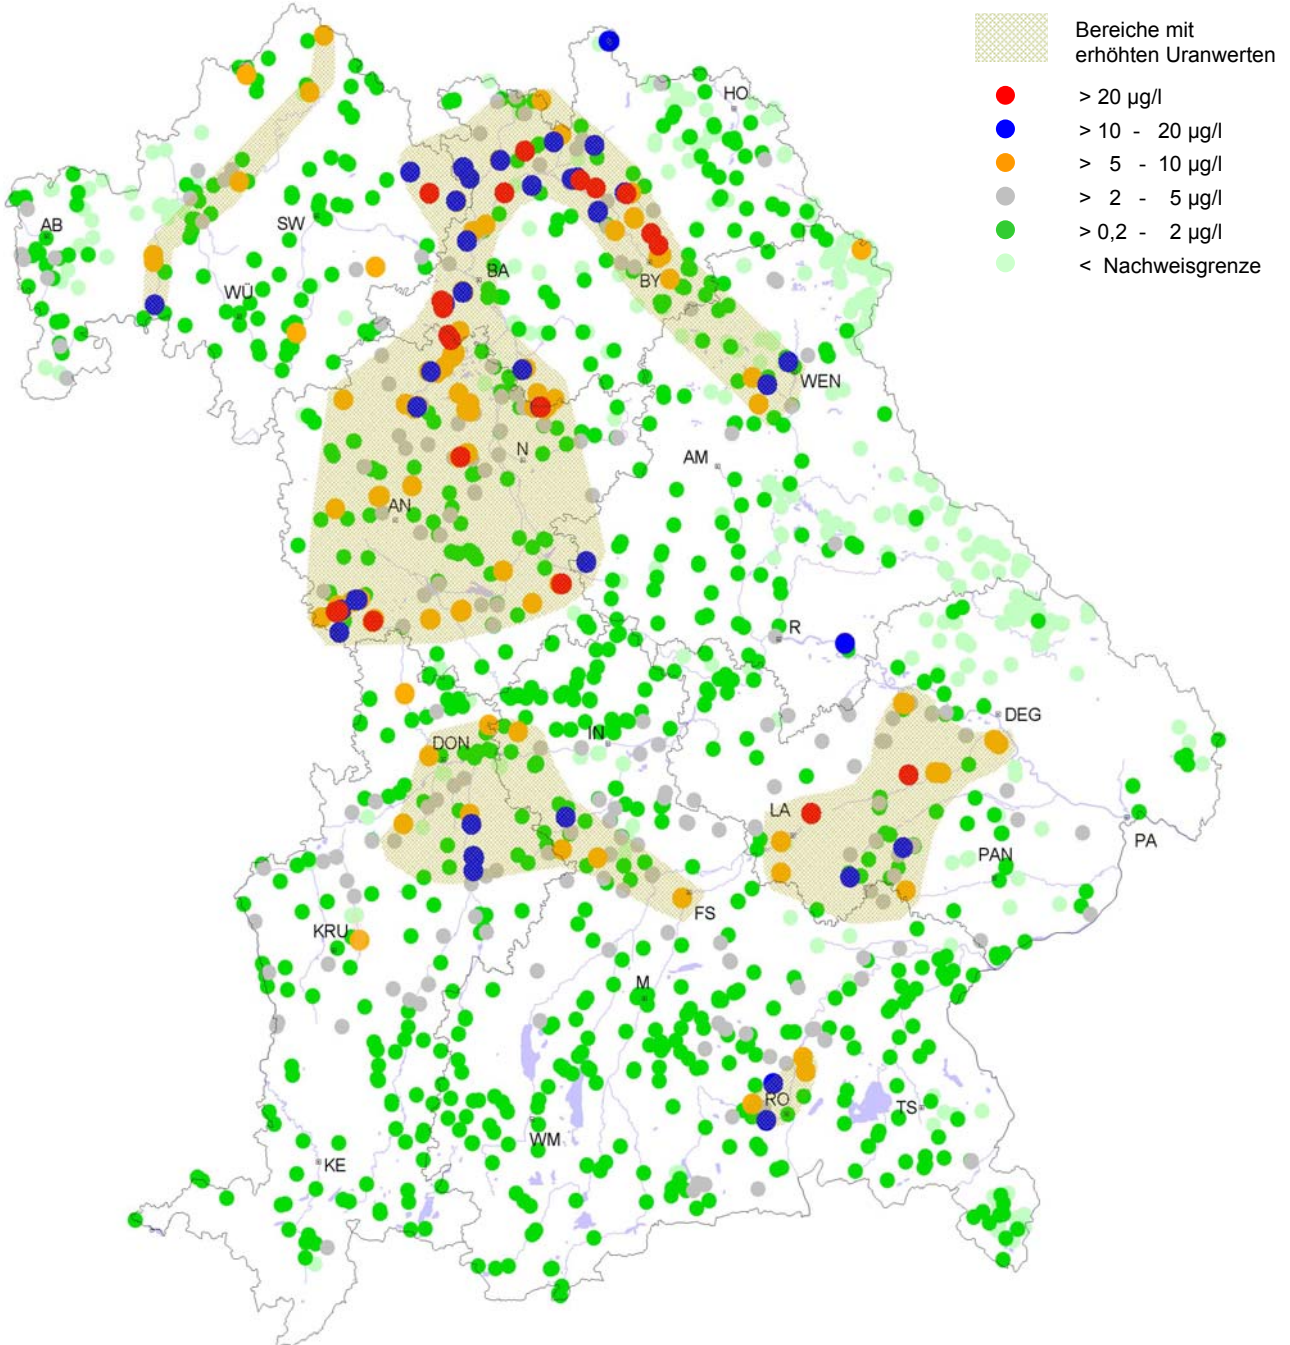 Bereiche mit
erhöhten Uranwerten
> 20 µg/l
> 10 - 20 µg/l
> 5 - 10 µg/l
> 2 - 5 µg/l
> 0,2 - 2 µg/l
< Nachweisgrenze
HO
AB
SW
BA
BY
WÜ
WEN
N
AM
AN
R
DEG
IN
DON
LA
PA
PAN
FS
KRU
M
RO
TS
WM
KE